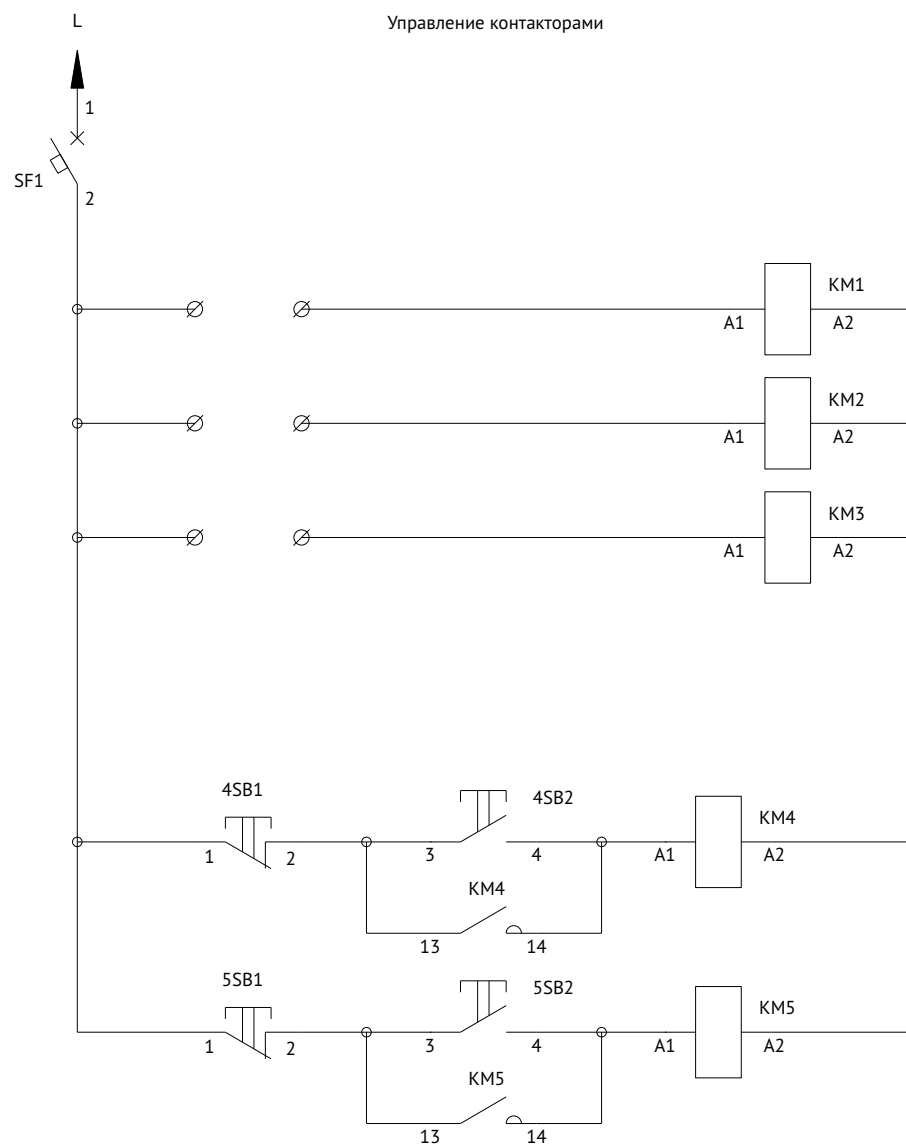 L
Управление контакторами
1
SF1
2
KM1
A1 A2
KM2
A1 A2
KM3
A1 A2
4SB1 4SB2 KM4
1 2 3 4 A1 A2
KM4
13 14
5SB1 5SB2 KM5
1 2 3 4 A1 A2
KM5
13 14